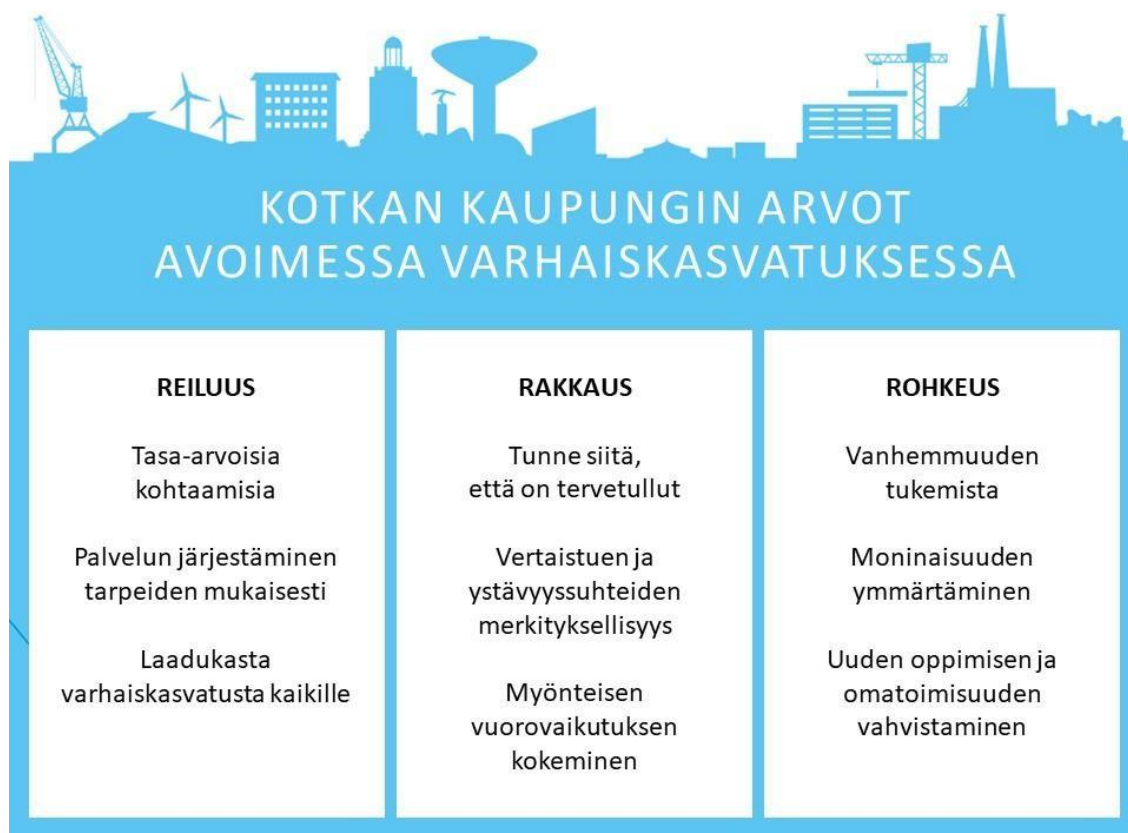 KOTKAN KAUPUNGIN ARVOT
AVOIMESSA VARHAISKASVATUKSESSA
REILUUS
Tasa-arvoisia
kohtaamisia
Palvelun järjestäminen
tarpeiden mukaisesti
Laadukasta
varhaiskasvatusta kaikille
RAKKAUS
Tunne siitä,
että on tervetullut
Vertaistuen ja
ystävyyssuhteiden
merkityksellisyys
Myönteisen
vuorovaikutuksen
kokeminen
ROHKEUS
Vanhemmuuden
tukemista
Moninaisuuden
ymmärtäminen
Uuden oppimisen ja
omatoimisuuden
vahvistaminen